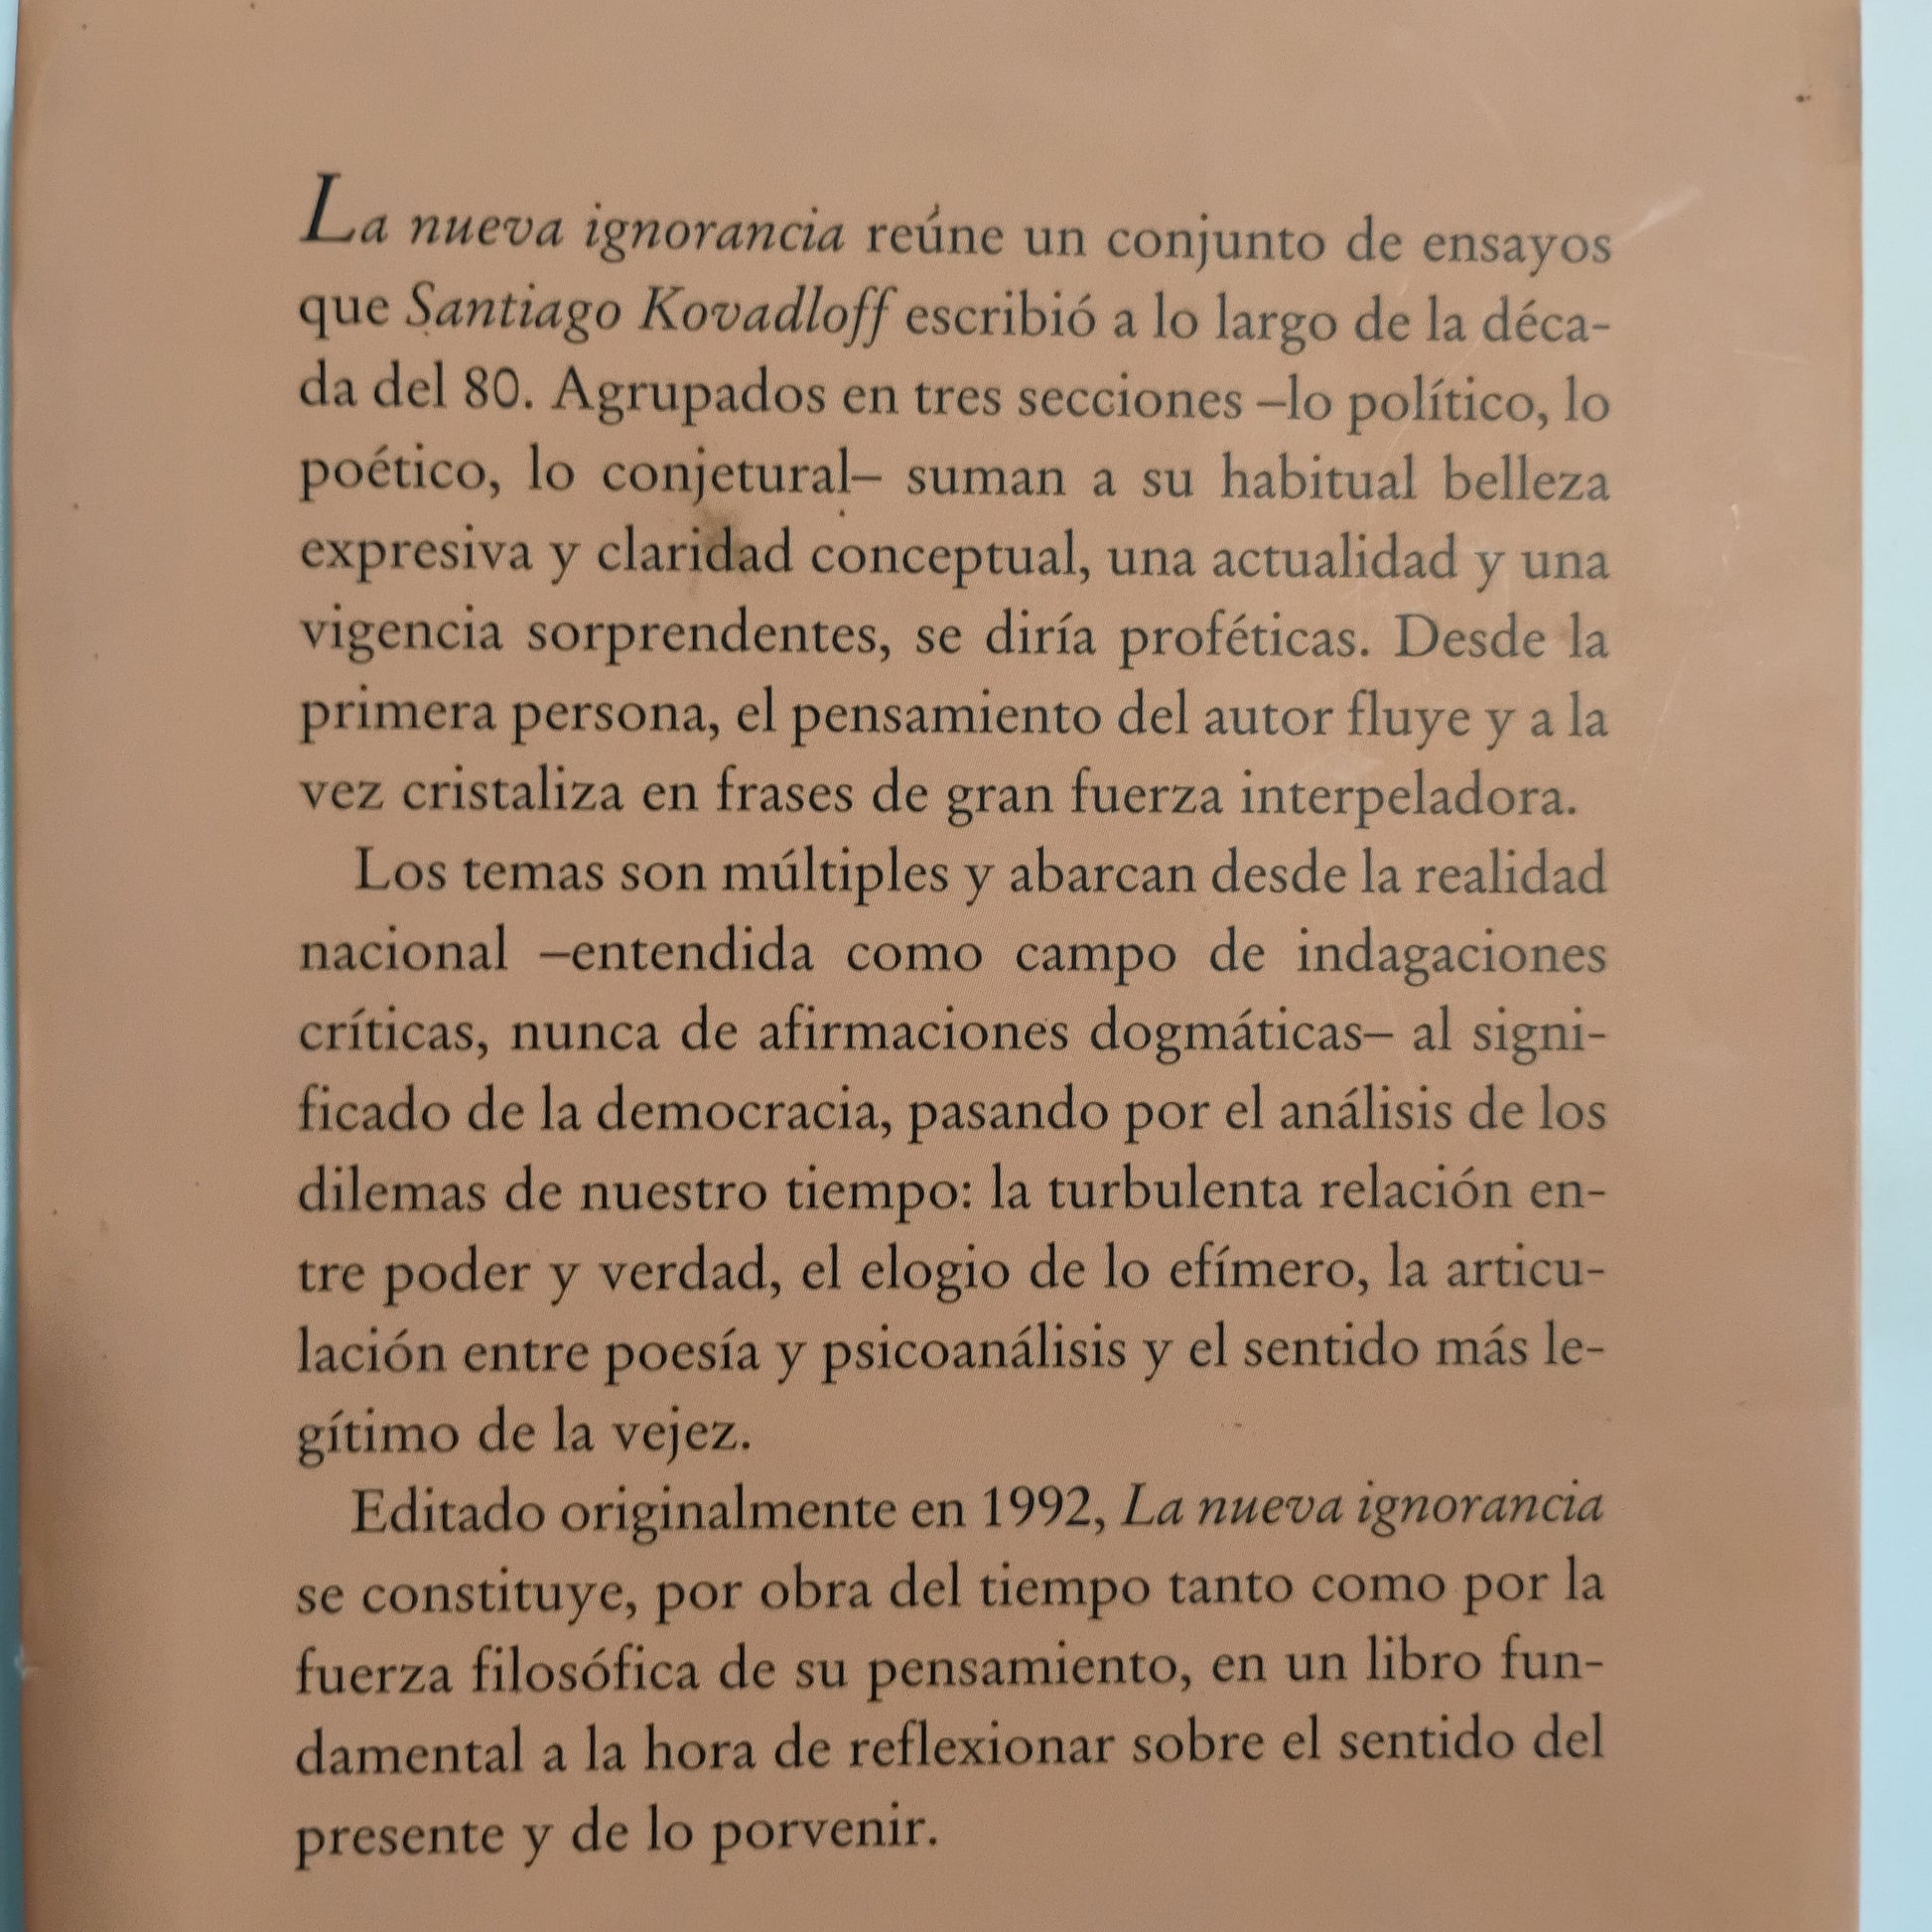 La nueva ignorancia reúne un conjunto de ensayos
que Santiago Kovadloff escribió a lo largo de la déca-
da del 80. Agrupados en tres secciones –lo político, lo
poético, lo conjetural– suman a su habitual belleza
expresiva y claridad conceptual, una actualidad y una
vigencia sorprendentes, se diría proféticas. Desde la
primera persona, el pensamiento del autor fluye y a la
vez cristaliza en frases de gran fuerza interpeladora.
Los temas son múltiples y abarcan desde la realidad
nacional –entendida como campo de indagaciones
críticas, nunca de afirmaciones dogmáticas– al signi-
ficado de la democracia, pasando por el análisis de los
dilemas de nuestro tiempo: la turbulenta relación en-
tre poder y verdad, el elogio de lo efímero, la articu-
lación entre poesía y psicoanálisis y el sentido más le-
gítimo de la vejez.
Editado originalmente en 1992, La nueva ignorancia
se constituye, por obra del tiempo tanto como por la
fuerza filosófica de su pensamiento, en un libro fun-
damental a la hora de reflexionar sobre el sentido del
presente y de lo porvenir.